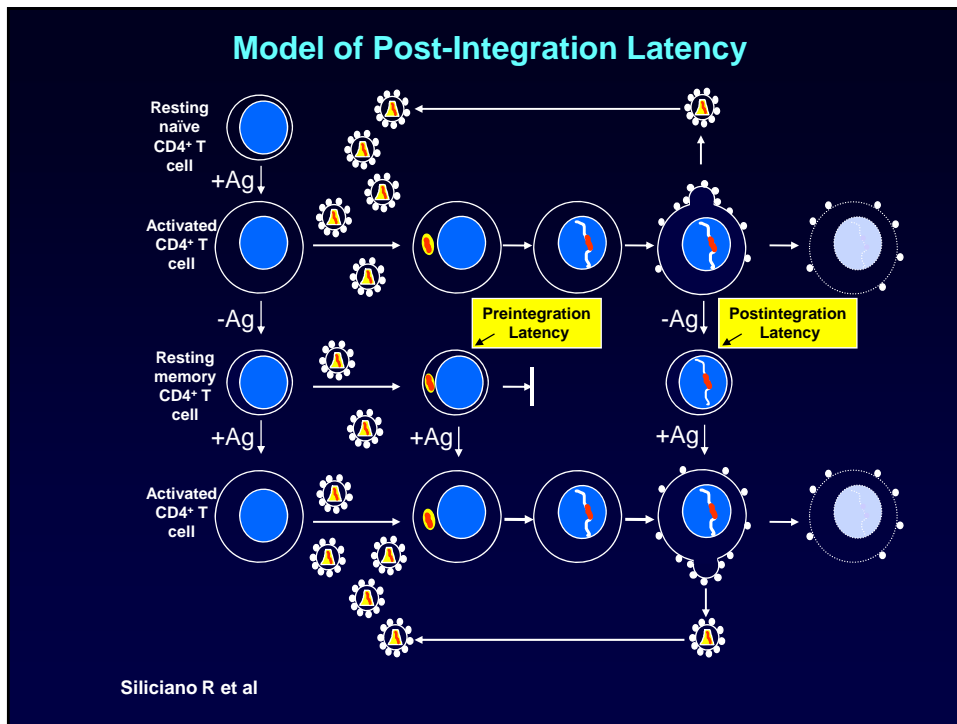 Model of Post-Integration Latency
Resting
naïve
CD4⁺ T
cell
+Ag
Activated
CD4⁺ T
cell
-Ag
Preintegration
Latency
-Ag
Postintegration
Latency
Resting
memory
CD4⁺ T
cell
+Ag
+Ag
+Ag
Activated
CD4⁺ T
cell
Siliciano R et al